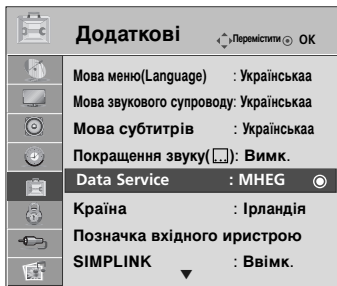 Додаткові Перемістити OK
Мова меню(Language) : Українськаа
Мова звукового супроводу: Українськаа
Мова субтитрів : Українськаа
Покращення звуку(...): Вимк.
Data Service : MHEG
Країна : Ірландія
Позначка вхідного иристрою
SIMPLINK : Ввімк.